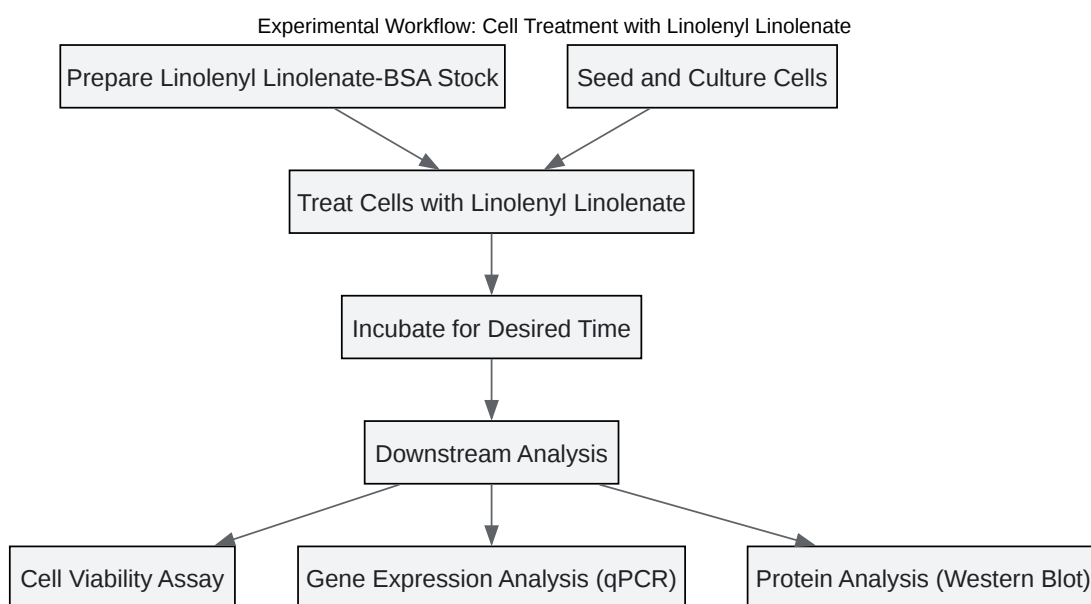 Experimental Workflow: Cell Treatment with Linolenyl Linolenate
Prepare Linolenyl Linolenate-BSA Stock
Seed and Culture Cells
Treat Cells with Linolenyl Linolenate
Incubate for Desired Time
Downstream Analysis
Cell Viability Assay
Gene Expression Analysis (qPCR)
Protein Analysis (Western Blot)